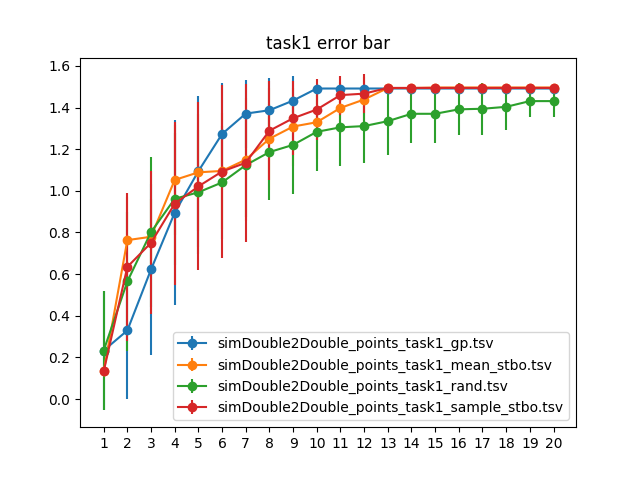 task1 error bar
1.6
1.4
1.2
1.0
0.8
0.6
0.4
0.2
0.0
simDouble2Double_points_task1_gp.tsv
simDouble2Double_points_task1_mean_stbo.tsv
simDouble2Double_points_task1_rand.tsv
simDouble2Double_points_task1_sample_stbo.tsv
1 2 3 4 5 6 7 8 9 10 11 12 13 14 15 16 17 18 19 20